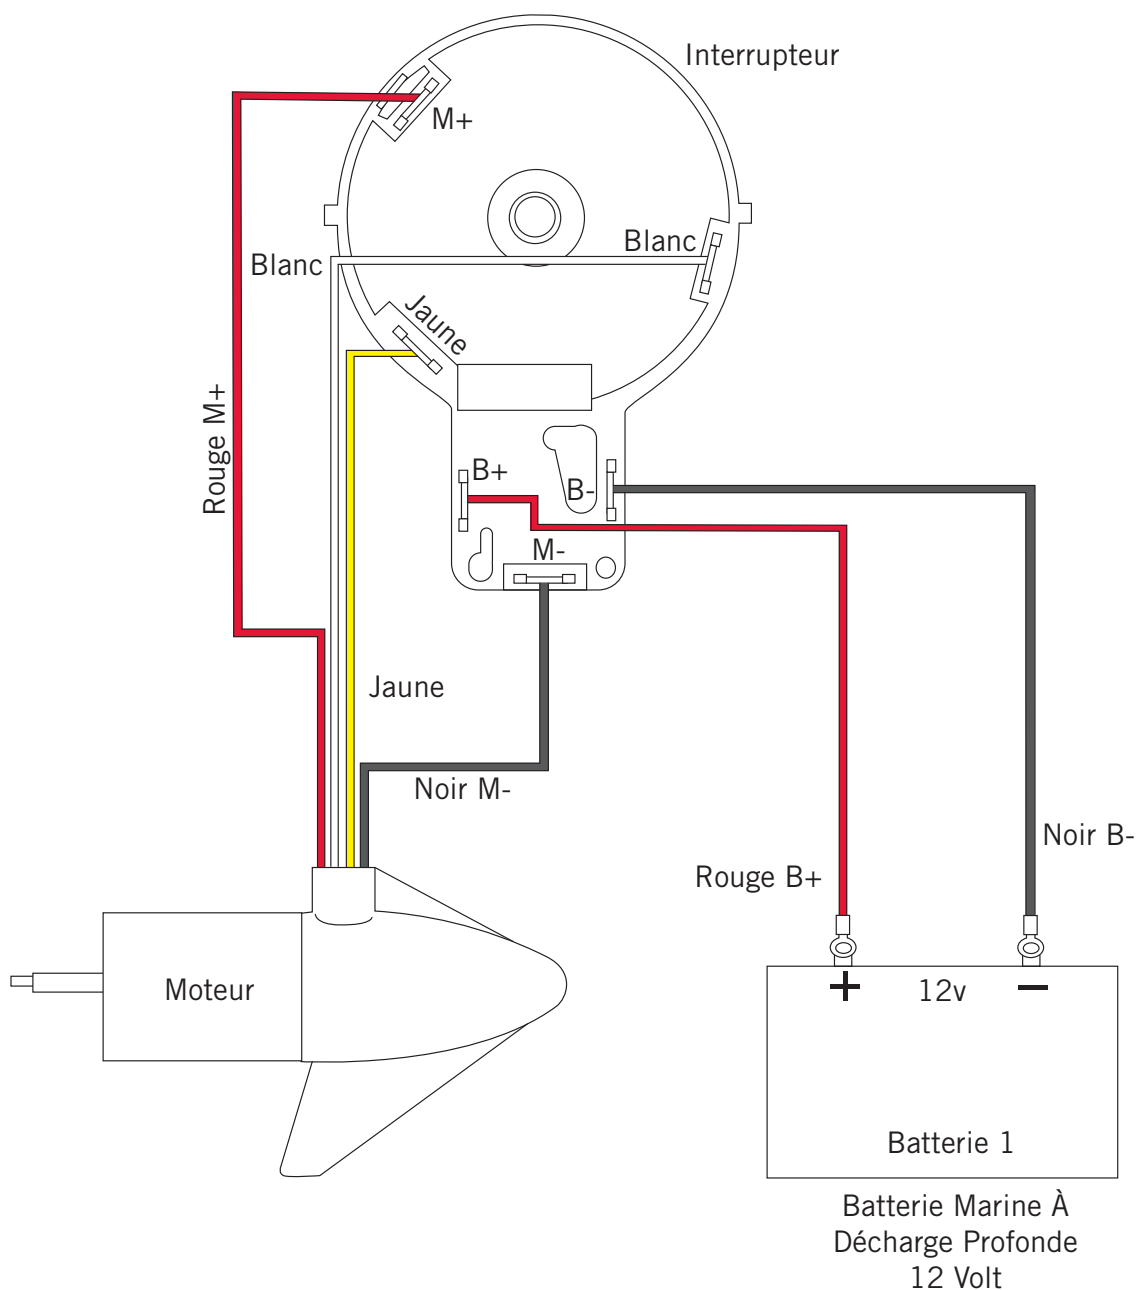 Interrupteur
M+
Blanc
Blanc
Jaune
Rouge M+
B+
B-
M-
Jaune
Noir M-
Noir B-
Rouge B+
Moteur
+ 12v −
Batterie 1
Batterie Marine À
Décharge Profonde
12 Volt